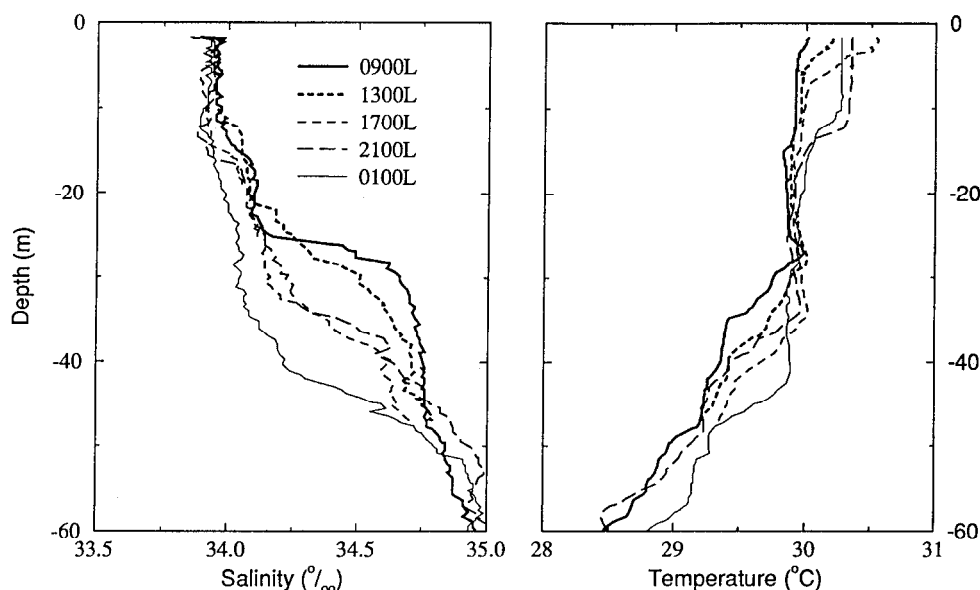 0
0900L
1300L
1700L
2100L
0100L
-20
-40
-60
33.5 34.0 34.5 35.0
Salinity (°/∞)
Depth (m)
0
-20
-40
-60
28 29 30 31
Temperature (°C)